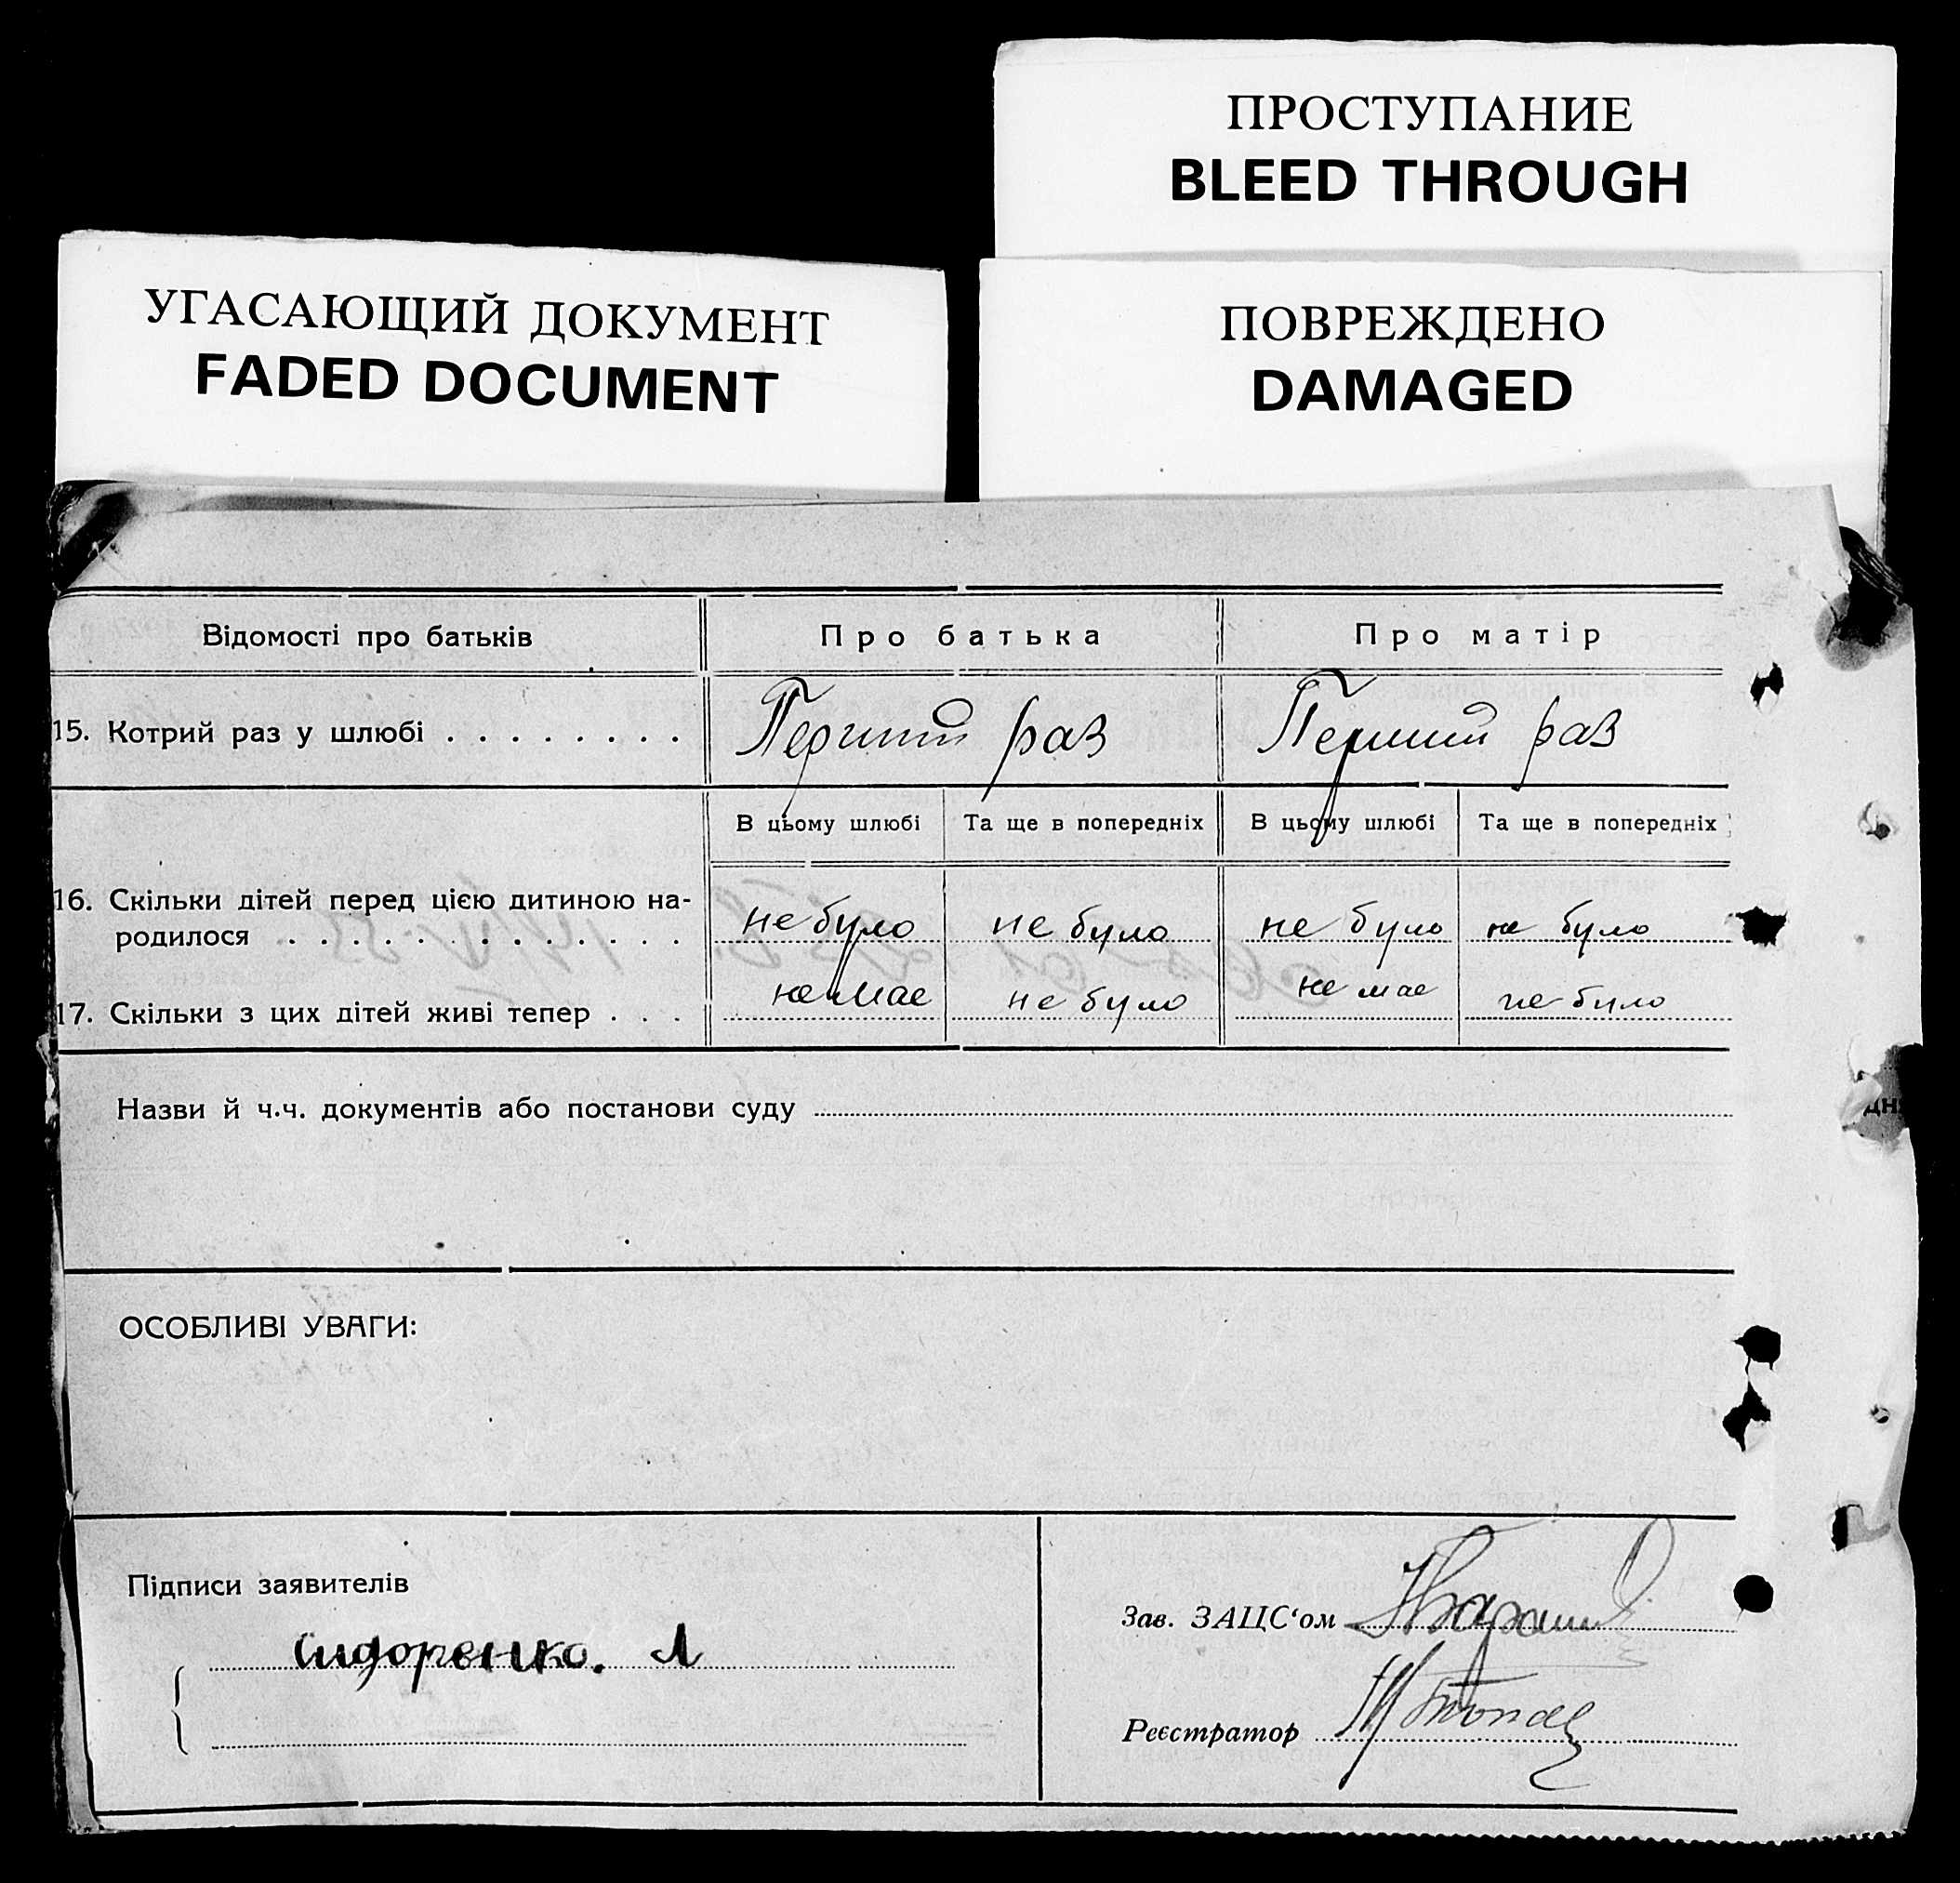 ПРОСТУПАНИЕ
BLEED THROUGH
УГАСАЮЩИЙ ДОКУМЕНТ
FADED DOCUMENT
ПОВРЕЖДЕНО
DAMAGED
Відомості про батьків Про батька Про матір
15. Котрий раз у шлюбі . . . . . . . . Перший раз Перший раз
В цьому шлюбі Та ще в попередніх В цьому шлюбі Та ще в попередніх
16. Скільки дітей перед цією дитиною на-
родилося . . . . . . . . . . . . . не було не було не було не було
17. Скільки з цих дітей живі тепер . . . не має не було не має не було
Назви й ч.ч. документів або постанови суду
дн
ОСОБЛИВІ УВАГИ:
Підписи заявителів
Сидоренко. Л
Зав. ЗАЦС‘ом
Реєстратор